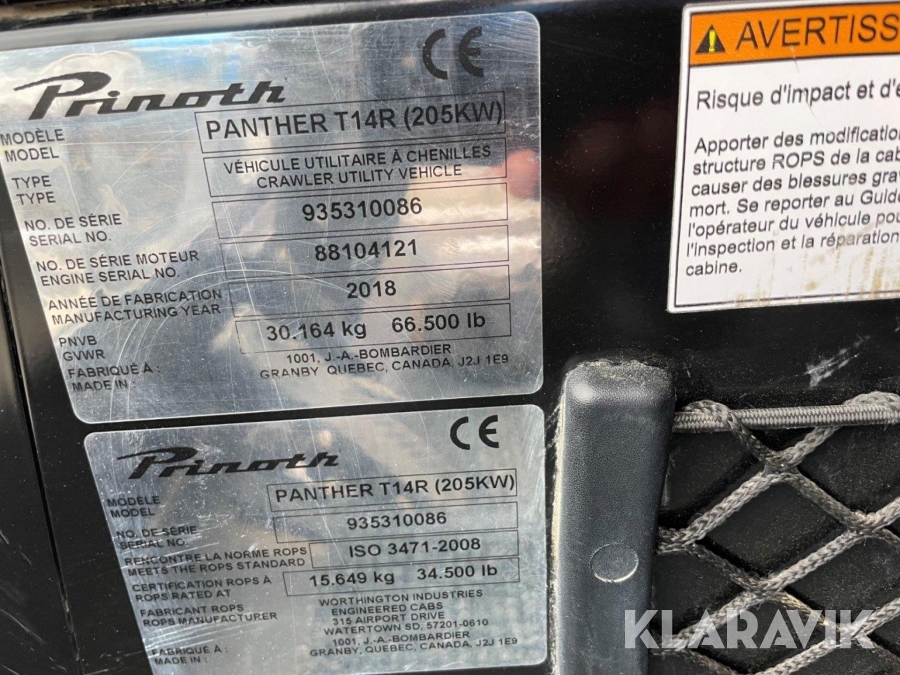 CE
Prinoth
MODÈLE
MODEL
PANTHER T14R (205KW)
TYPE
TYPE
VÉHICULE UTILITAIRE À CHENILLES
CRAWLER UTILITY VEHICLE
NO. DE SÉRIE
SERIAL NO.
935310086
NO. DE SÉRIE MOTEUR
ENGINE SERIAL NO.
88104121
ANNÉE DE FABRICATION
MANUFACTURING YEAR
2018
PNVB
GVWR
30.164 kg 66.500 lb
FABRIQUÉ À :
MADE IN :
1001, J.-A.-BOMBARDIER
GRANBY QUEBEC, CANADA, J2J 1E9
CE
Prinoth
MODÈLE
MODEL
PANTHER T14R (205KW)
NO. DE SÉRIE
SERIAL NO.
935310086
RENCONTRE LA NORME ROPS
MEETS THE ROPS STANDARD
ISO 3471-2008
CERTIFICATION ROPS À
ROPS RATED AT
15.649 kg 34.500 lb
FABRICANT ROPS
ROPS MANUFACTURER
WORTHINGTON INDUSTRIES
ENGINEERED CABS
315 AIRPORT DRIVE
WATERTOWN SD, 57201-0610
FABRIQUÉ À :
MADE IN :
1001, J.-A.-BOMBARDIER
GRANBY, QUEBEC, CANADA, J2J 1E9
AVERTISS
Risque d'impact et d'é
Apporter des modification
structure ROPS de la cab
causer des blessures grav
mort. Se reporter au Guide
l'opérateur du véhicule pou
l'inspection et la réparation
cabine.
KLARAVIK